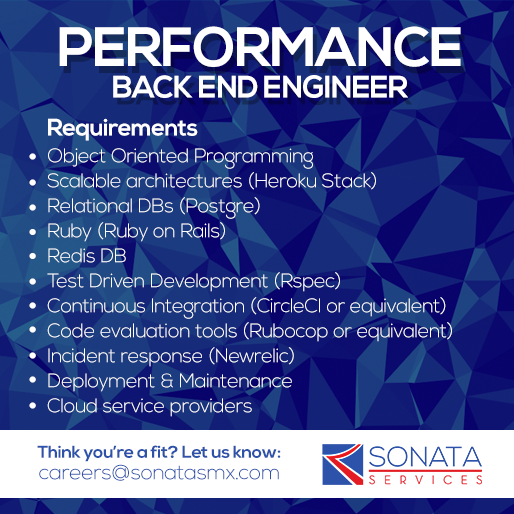 PERFORMANCE
BACK END ENGINEER
Requirements
• Object Oriented Programming
• Scalable architectures (Heroku Stack)
• Relational DBs (Postgre)
• Ruby (Ruby on Rails)
• Redis DB
• Test Driven Development (Rspec)
• Continuous Integration (CircleCI or equivalent)
• Code evaluation tools (Rubocop or equivalent)
• Incident response (Newrelic)
• Deployment & Maintenance
• Cloud service providers
Think you're a fit? Let us know:
careers@sonatasmx.com
SONATA
SERVICES